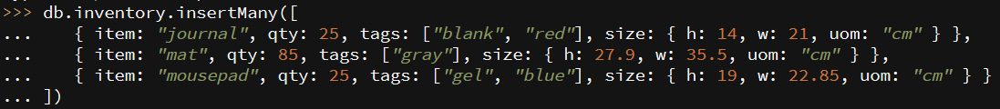 >>> db.inventory.insertMany([
...    { item: "journal", qty: 25, tags: ["blank", "red"], size: { h: 14, w: 21, uom: "cm" } },
...    { item: "mat", qty: 85, tags: ["gray"], size: { h: 27.9, w: 35.5, uom: "cm" } },
...    { item: "mousepad", qty: 25, tags: ["gel", "blue"], size: { h: 19, w: 22.85, uom: "cm" } }
... ])